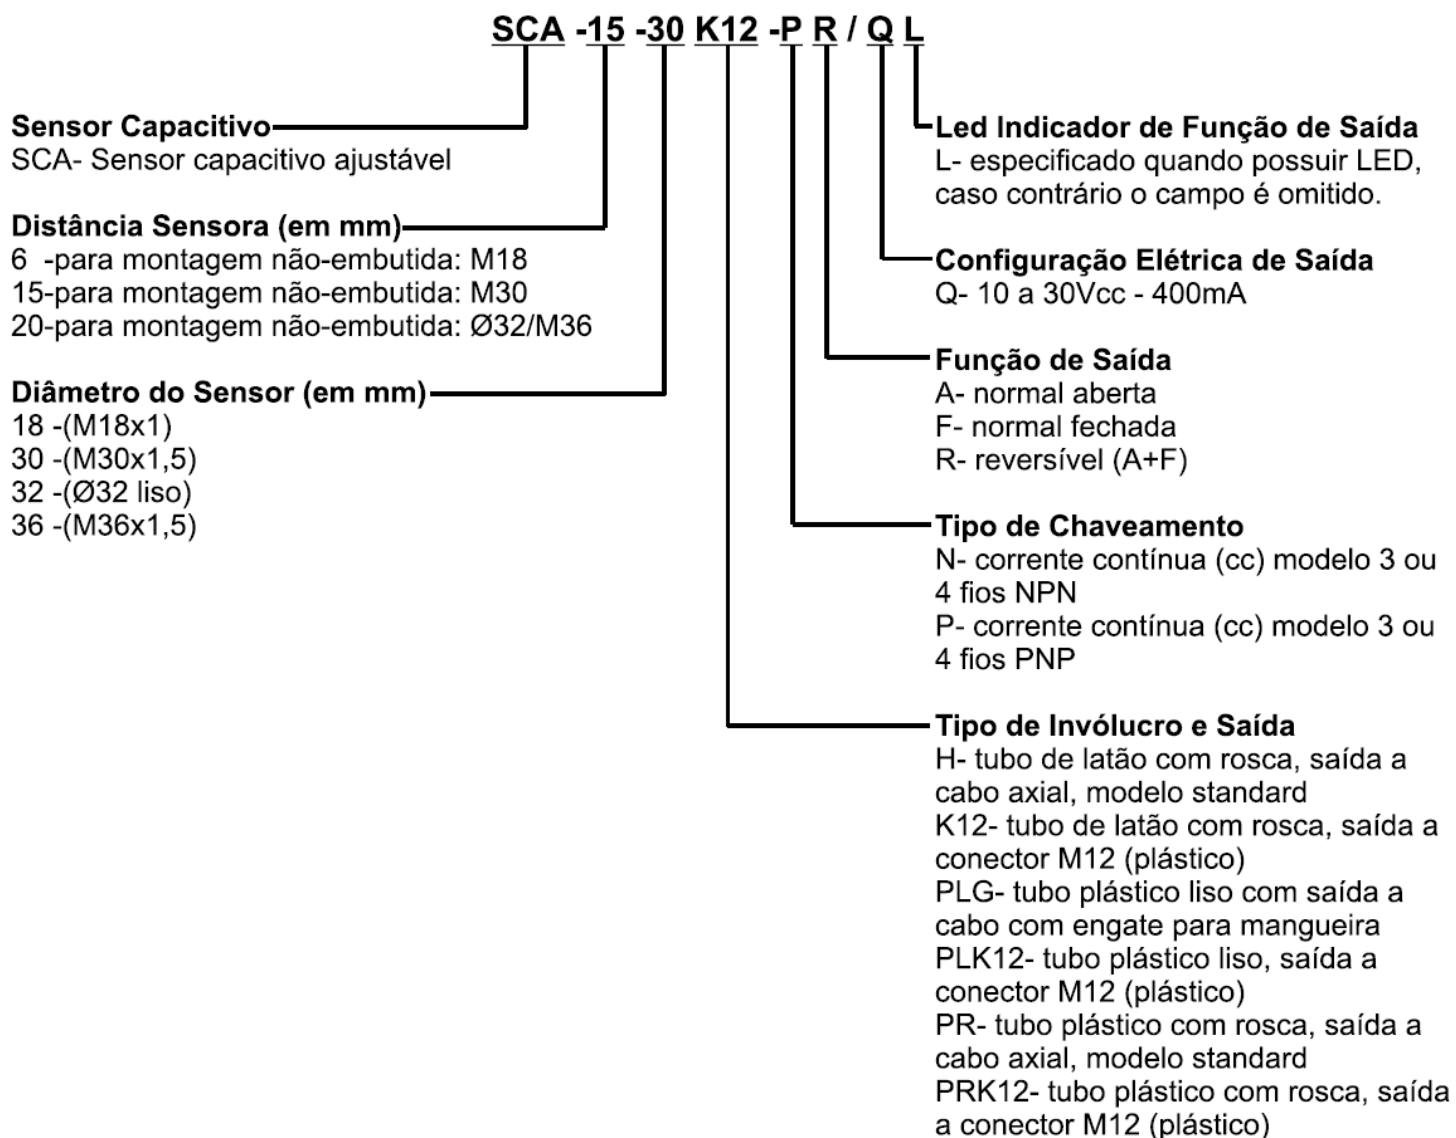 SCA -15 -30 K12 -P R / Q L
Sensor Capacitivo
SCA- Sensor capacitivo ajustável
Distância Sensora (em mm)
6 -para montagem não-embutida: M18
15-para montagem não-embutida: M30
20-para montagem não-embutida: Ø32/M36
Diâmetro do Sensor (em mm)
18 -(M18x1)
30 -(M30x1,5)
32 -(Ø32 liso)
36 -(M36x1,5)
Led Indicador de Função de Saída
L- especificado quando possuir LED,
caso contrário o campo é omitido.
Configuração Elétrica de Saída
Q- 10 a 30Vcc - 400mA
Função de Saída
A- normal aberta
F- normal fechada
R- reversível (A+F)
Tipo de Chaveamento
N- corrente contínua (cc) modelo 3 ou
4 fios NPN
P- corrente contínua (cc) modelo 3 ou
4 fios PNP
Tipo de Invólucro e Saída
H- tubo de latão com rosca, saída a
cabo axial, modelo standard
K12- tubo de latão com rosca, saída a
conector M12 (plástico)
PLG- tubo plástico liso com saída a
cabo com engate para mangueira
PLK12- tubo plástico liso, saída a
conector M12 (plástico)
PR- tubo plástico com rosca, saída a
cabo axial, modelo standard
PRK12- tubo plástico com rosca, saída
a conector M12 (plástico)